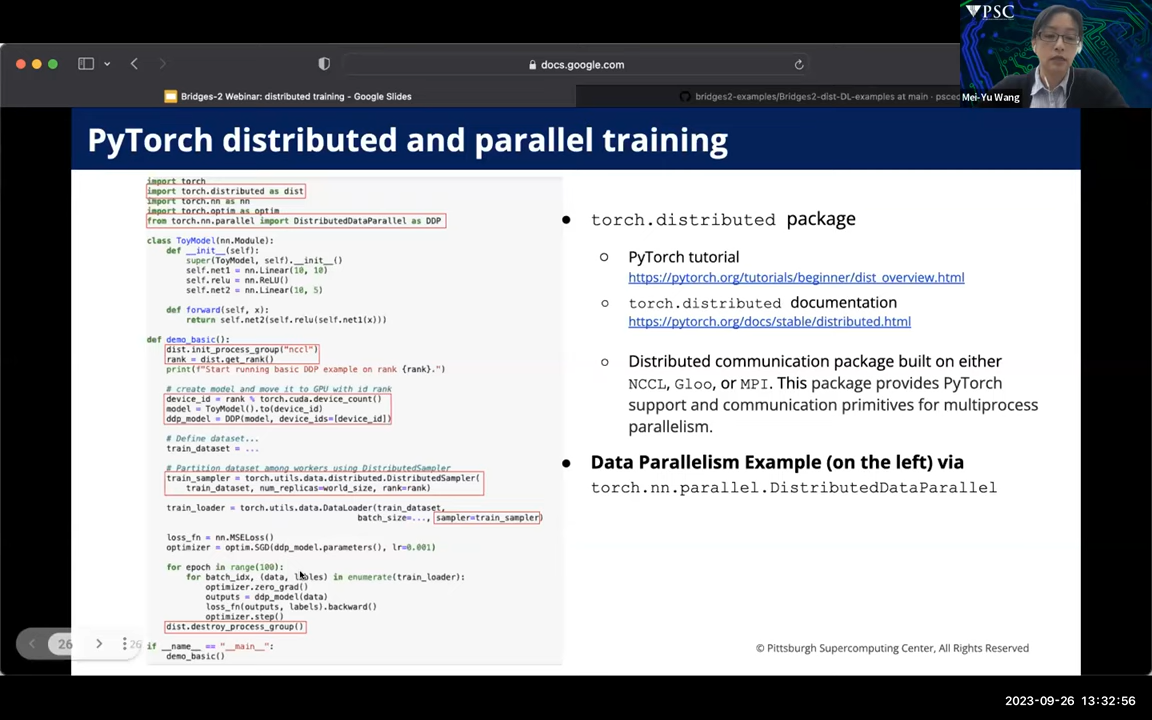 PSC
Mei-Yu Wang
docs.google.com
Bridges-2 Webinar: distributed training - Google Slides
bridges2-examples/Bridges2-dist-DL-examples at main · psced
PyTorch distributed and parallel training
import torch
import torch.distributed as dist
import torch.nn as nn
import torch.optim as optim
from torch.nn.parallel import DistributedDataParallel as DDP
class ToyModel(nn.Module):
def __init__(self):
super(ToyModel, self).__init__()
self.net1 = nn.Linear(10, 10)
self.relu = nn.ReLU()
self.net2 = nn.Linear(10, 5)
def forward(self, x):
return self.net2(self.relu(self.net1(x)))
def demo_basic():
dist.init_process_group("nccl")
rank = dist.get_rank()
print(f"Start running basic DDP example on rank {rank}.")
# create model and move it to GPU with id rank
device_id = rank % torch.cuda.device_count()
model = ToyModel().to(device_id)
ddp_model = DDP(model, device_ids=[device_id])
# Define dataset...
train_dataset = ...
# Partition dataset among workers using DistributedSampler
train_sampler = torch.utils.data.distributed.DistributedSampler(
train_dataset, num_replicas=world_size, rank=rank)
train_loader = torch.utils.data.DataLoader(train_dataset,
batch_size=..., sampler=train_sampler)
loss_fn = nn.MSELoss()
optimizer = optim.SGD(ddp_model.parameters(), lr=0.001)
for epoch in range(100):
for batch_idx, (data, lables) in enumerate(train_loader):
optimizer.zero_grad()
outputs = ddp_model(data)
loss_fn(outputs, labels).backward()
optimizer.step()
dist.destroy_process_group()
if __name__ == "__main__":
demo_basic()
26
26
● torch.distributed package
○ PyTorch tutorial
https://pytorch.org/tutorials/beginner/dist_overview.html
○ torch.distributed documentation
https://pytorch.org/docs/stable/distributed.html
○ Distributed communication package built on either
NCCL, Gloo, or MPI. This package provides PyTorch
support and communication primitives for multiprocess
parallelism.
● Data Parallelism Example (on the left) via
torch.nn.parallel.DistributedDataParallel
© Pittsburgh Supercomputing Center, All Rights Reserved
2023-09-26 13:32:56